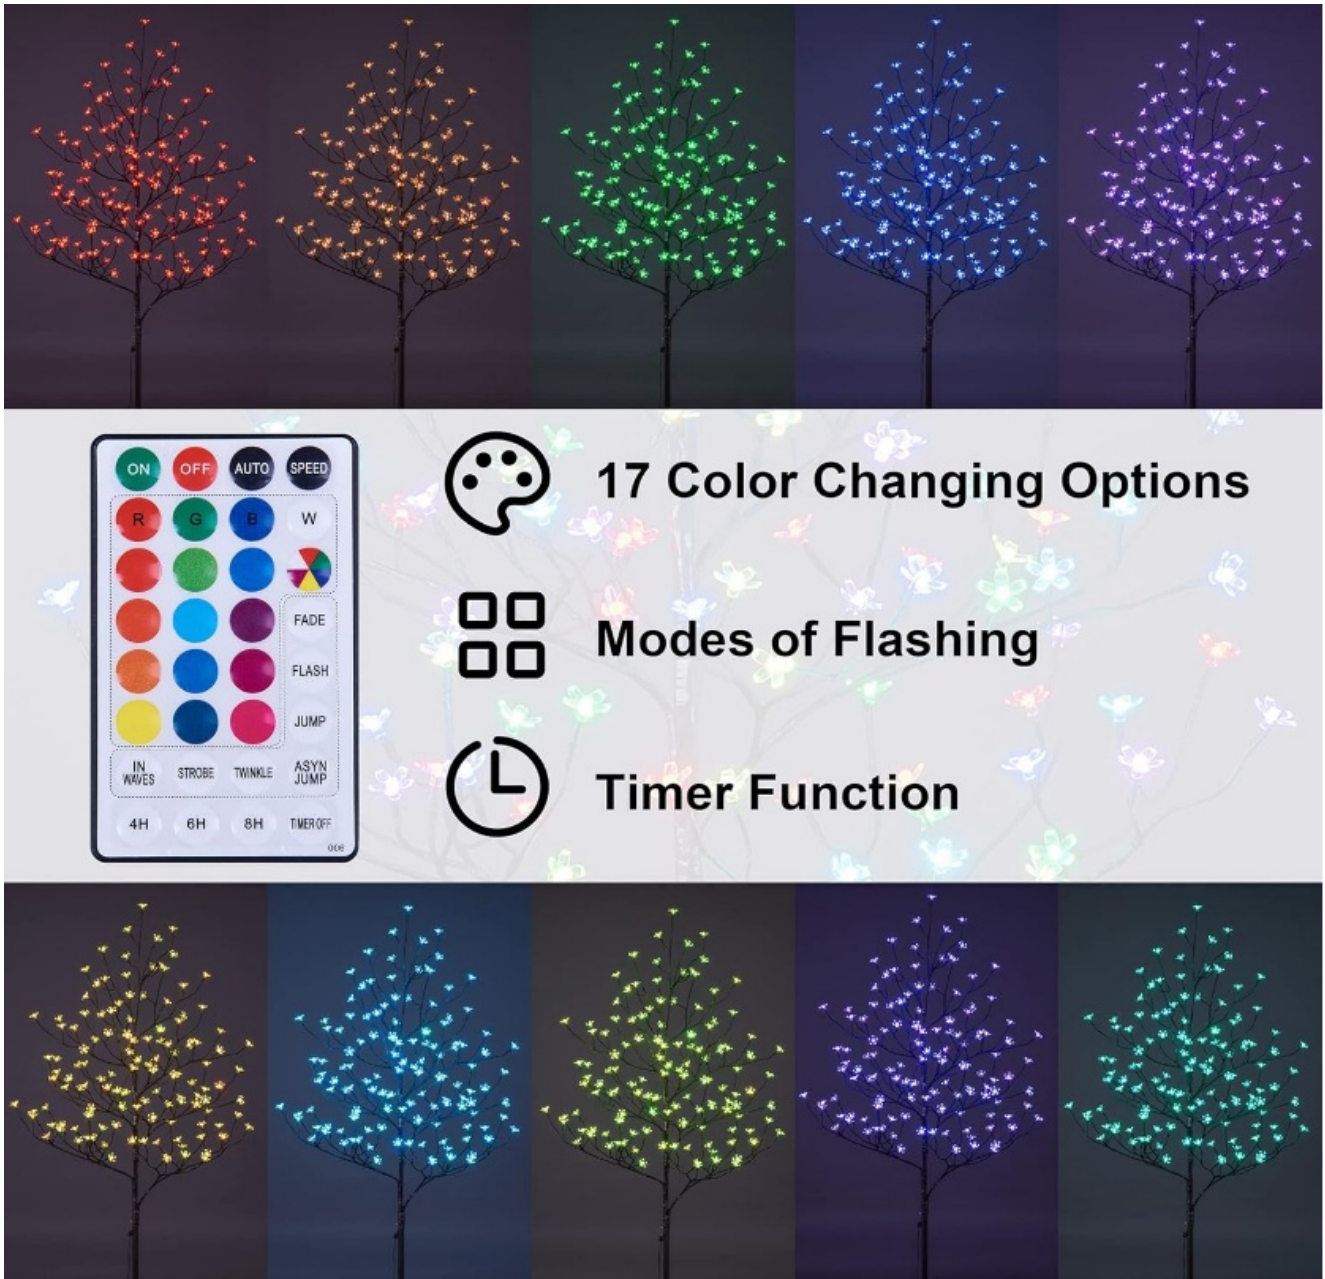 ON OFF AUTO SPEED
R G B W
17 Color Changing Options
FADE
Modes of Flashing
FLASH
JUMP
IN WAVES STROBE TWINKLE ASYN JUMP
Timer Function
4H 6H 8H TIMER OFF
006